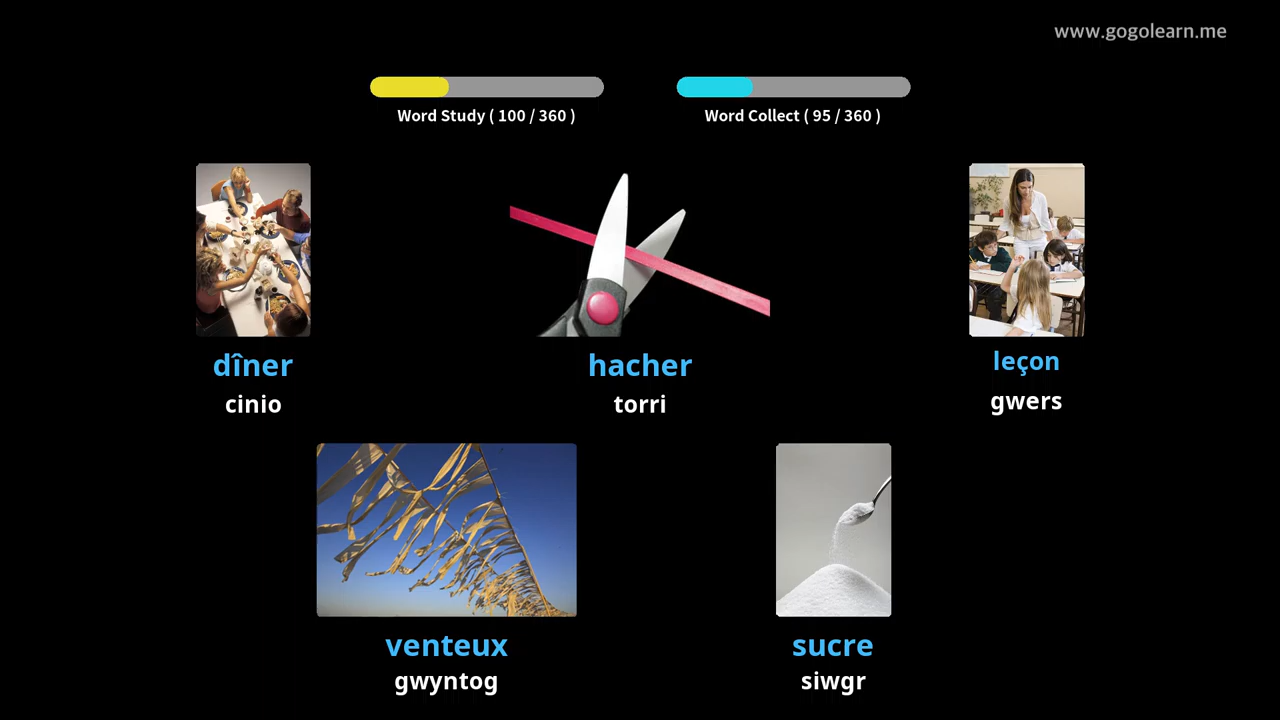 www.gogolearn.me
Word Study ( 100 / 360 )
Word Collect ( 95 / 360 )
dîner
cinio
hacher
torri
leçon
gwers
venteux
gwyntog
sucre
siwgr